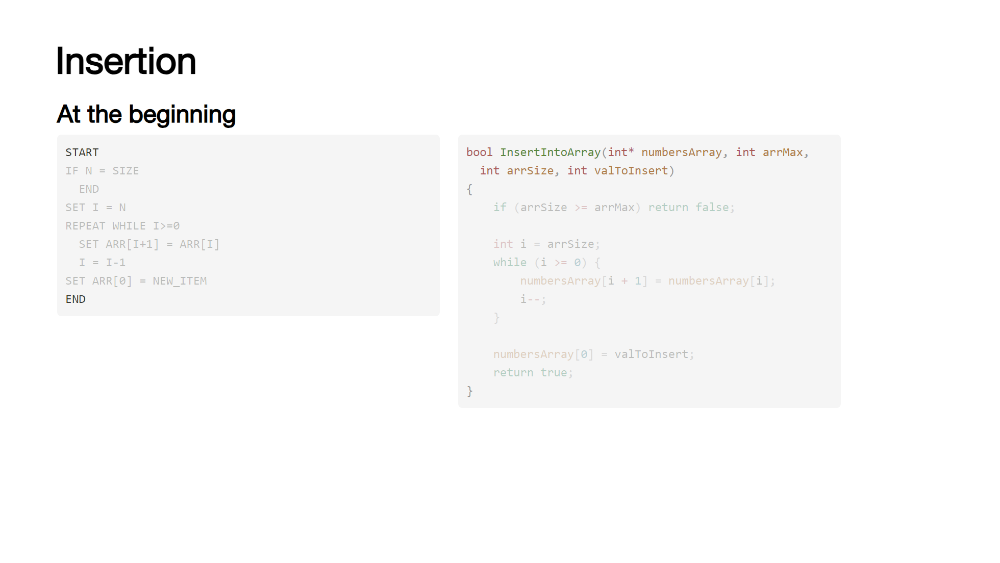 Insertion
At the beginning
START
IF N = SIZE
  END
SET I = N
REPEAT WHILE I>=0
  SET ARR[I+1] = ARR[I]
  I = I-1
SET ARR[0] = NEW_ITEM
END
bool InsertIntoArray(int* numbersArray, int arrMax,
  int arrSize, int valToInsert)
{
    if (arrSize >= arrMax) return false;
    int i = arrSize;
    while (i >= 0) {
        numbersArray[i + 1] = numbersArray[i];
        i--;
    }
    numbersArray[0] = valToInsert;
    return true;
}